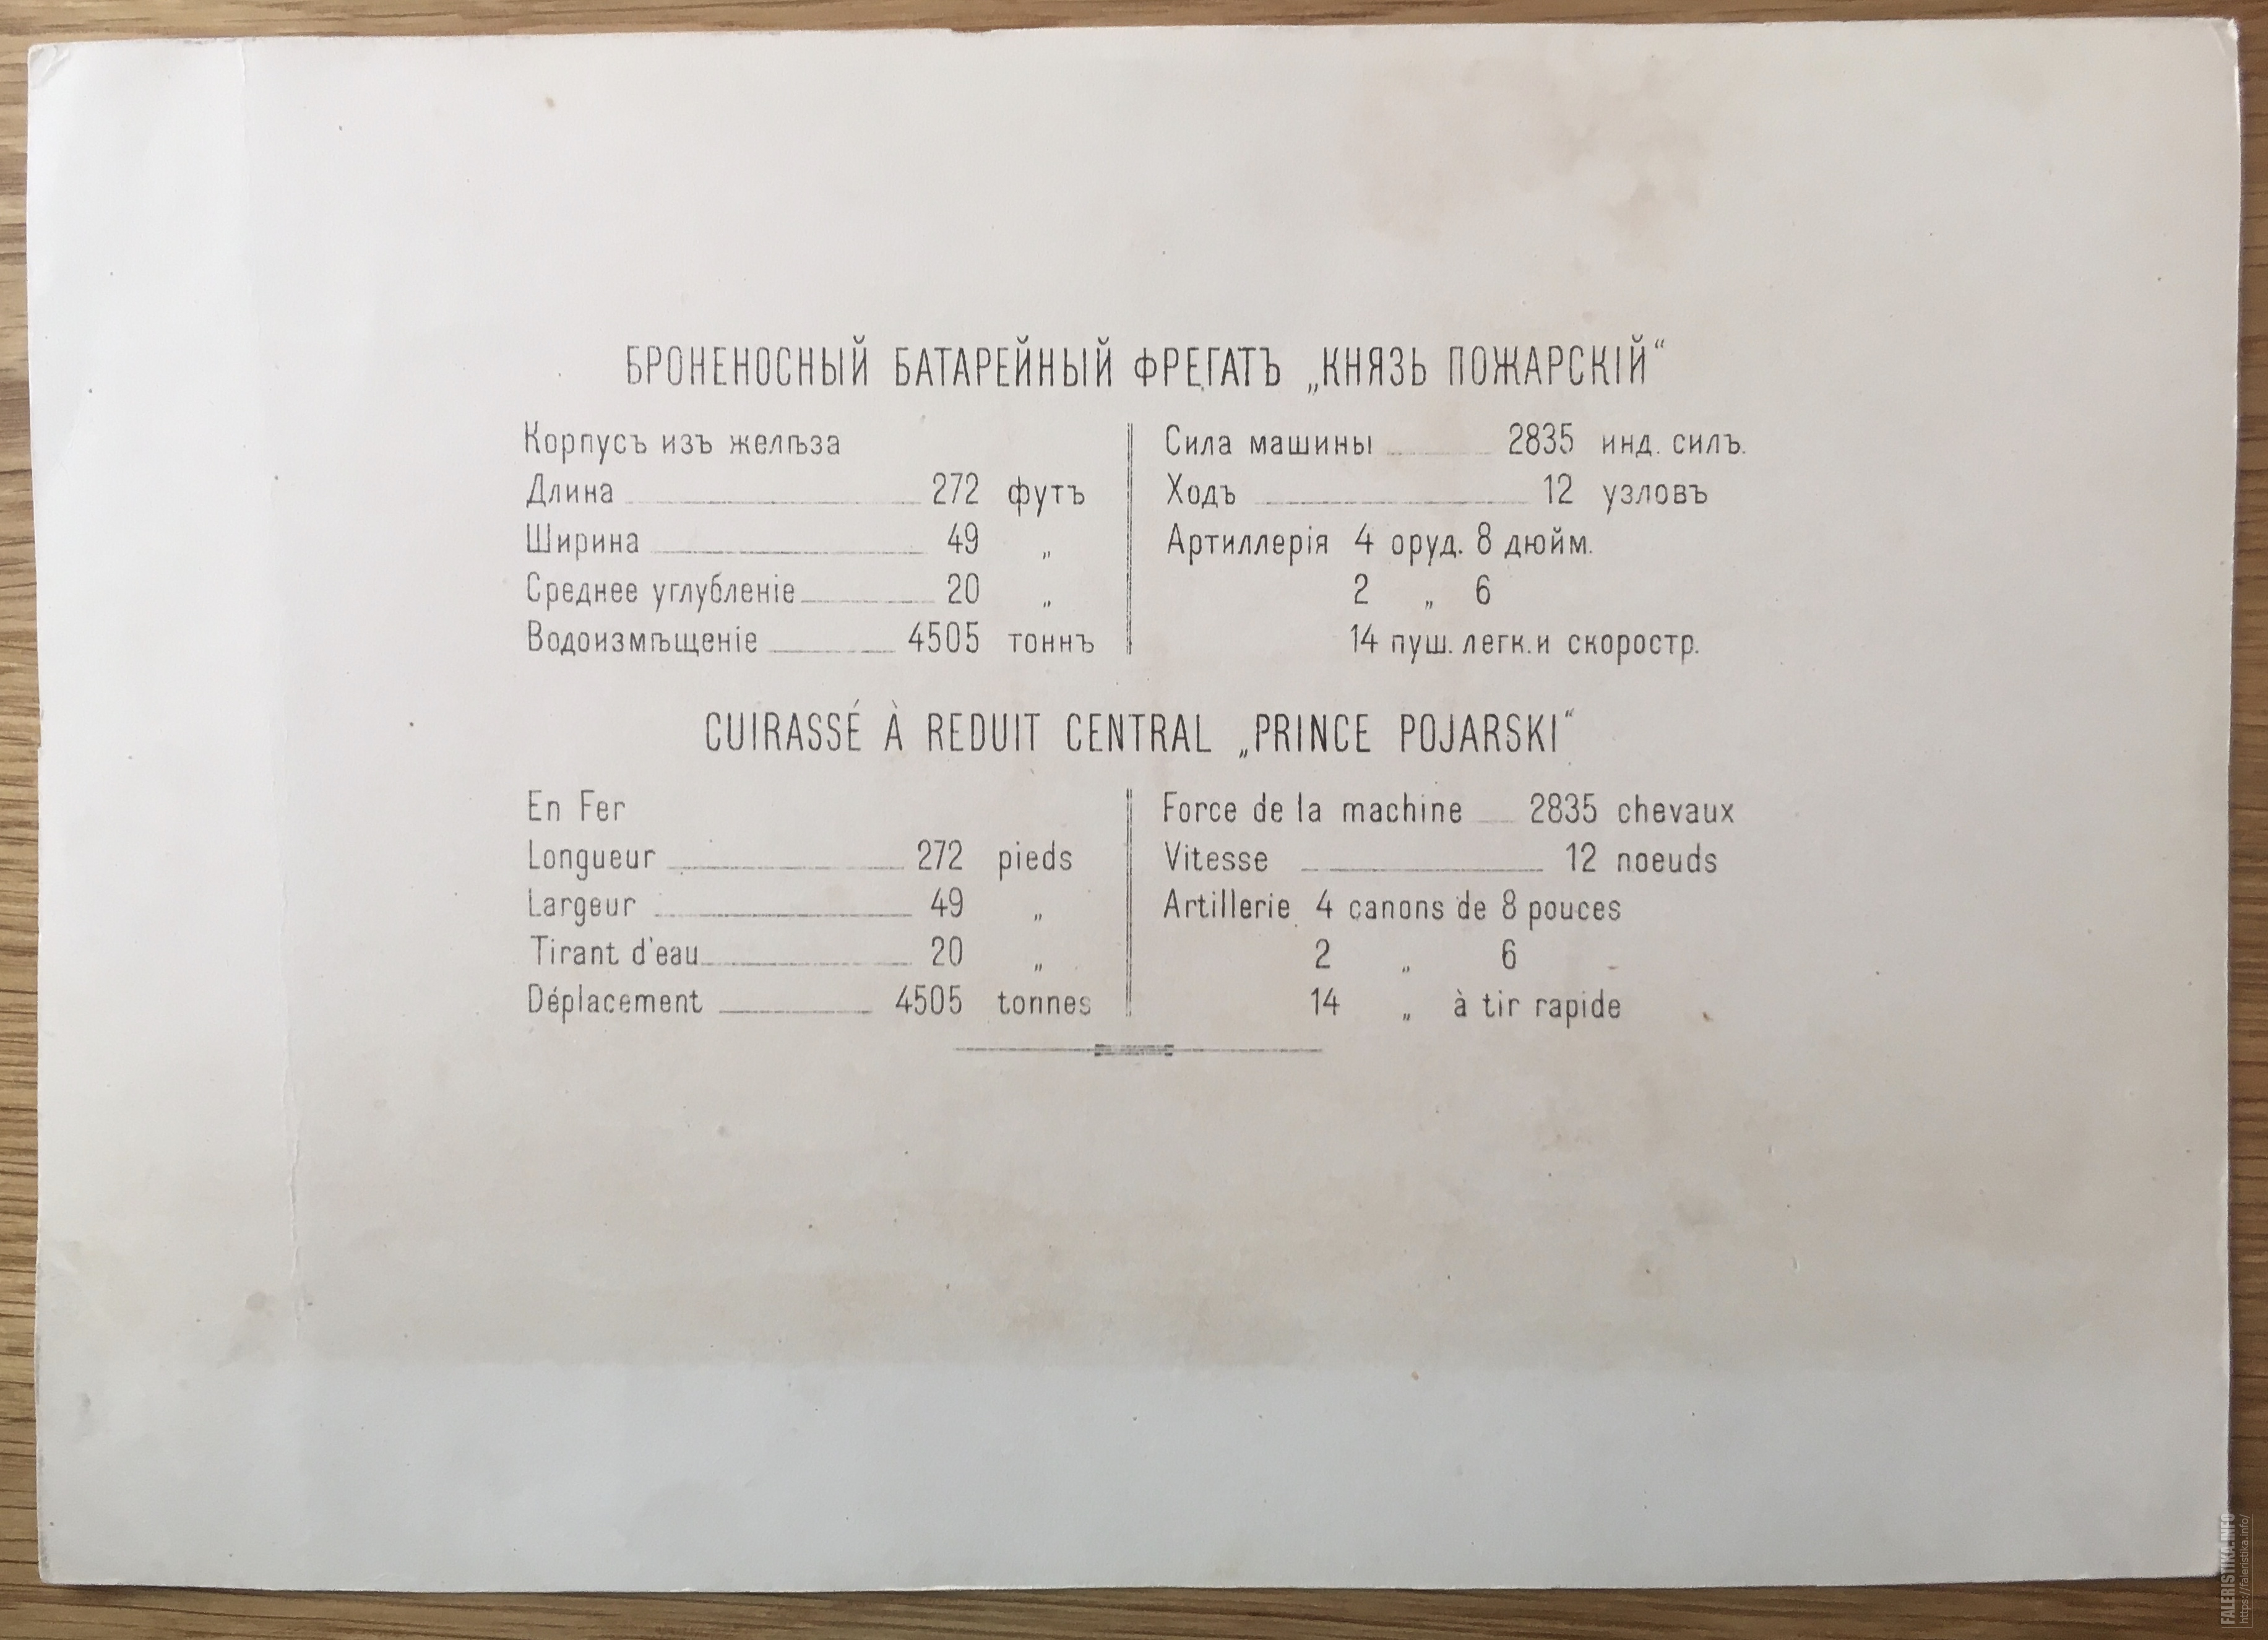 БРОНЕНОСНЫЙ БАТАРЕЙНЫЙ ФРЕГАТЪ „КНЯЗЬ ПОЖАРСКІЙ“
Корпусъ изъ желѣза
Длина 272 футъ
Ширина 49 „
Среднее углубленіе 20 „
Водоизмѣщеніе 4505 тоннъ
Сила машины 2835 инд. силъ.
Ходъ 12 узловъ
Артиллерія 4 оруд. 8 дюйм.
2 „ 6
14 пуш. легк. и скоростр.
CUIRASSÉ À REDUIT CENTRAL „PRINCE POJARSKI“
En Fer
Longueur 272 pieds
Largeur 49 „
Tirant d'eau 20 „
Déplacement 4505 tonnes
Force de la machine 2835 chevaux
Vitesse 12 noeuds
Artillerie 4 canons de 8 pouces
2 „ 6
14 „ à tir rapide
FALERISTIKA.INFO
https://faleristika.info/